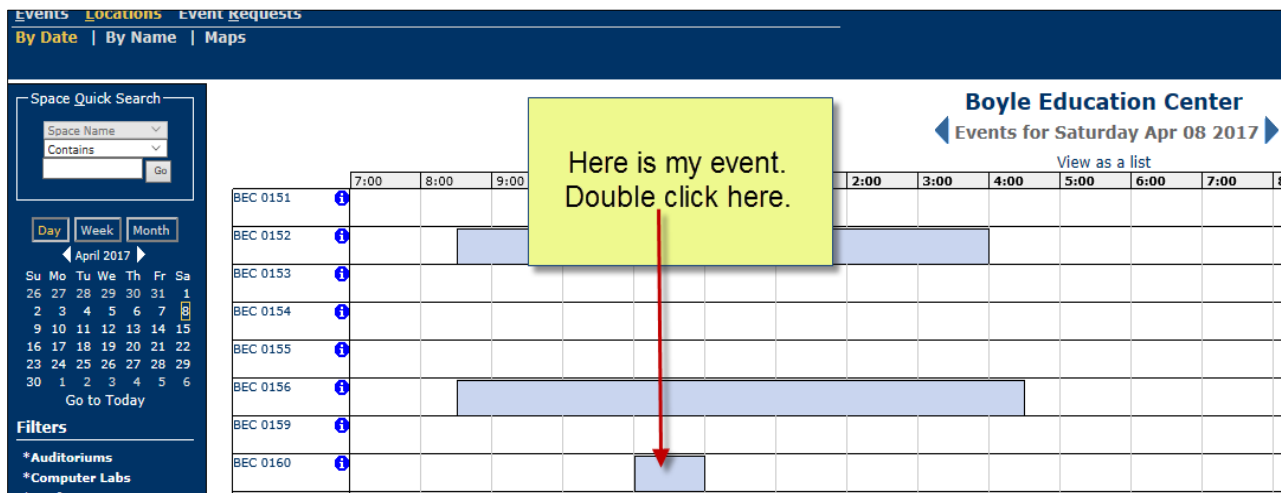 Events Locations Event Requests
By Date | By Name | Maps
Space Quick Search
Space Name
Contains
Go
Day Week Month
April 2017
Su Mo Tu We Th Fr Sa
26 27 28 29 30 31 1
2 3 4 5 6 7 8
9 10 11 12 13 14 15
16 17 18 19 20 21 22
23 24 25 26 27 28 29
30 1 2 3 4 5 6
Go to Today
Filters
*Auditoriums
*Computer Labs
Boyle Education Center
Events for Saturday Apr 08 2017
View as a list
7:00 8:00 9:00 2:00 3:00 4:00 5:00 6:00 7:00
Here is my event.
Double click here.
BEC 0151
BEC 0152
BEC 0153
BEC 0154
BEC 0155
BEC 0156
BEC 0159
BEC 0160